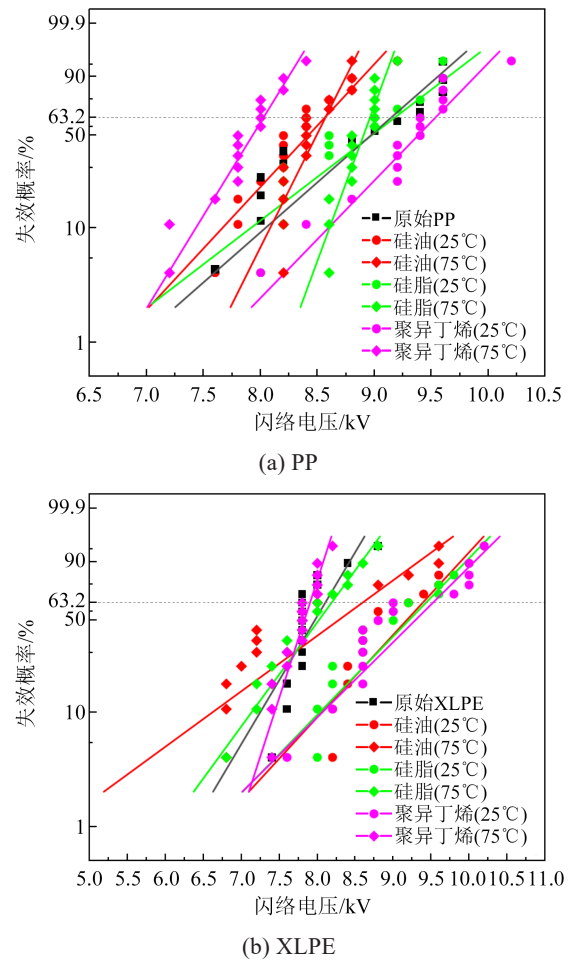 99.9
90
63.2
50
10
1
失效概率/%
原始PP
硅油(25℃)
硅油(75℃)
硅脂(25℃)
硅脂(75℃)
聚异丁烯(25℃)
聚异丁烯(75℃)
6.5 7.0 7.5 8.0 8.5 9.0 9.5 10.0 10.5
闪络电压/kV
(a) PP
99.9
90
63.2
50
10
1
失效概率/%
原始XLPE
硅油(25℃)
硅油(75℃)
硅脂(25℃)
硅脂(75℃)
聚异丁烯(25℃)
聚异丁烯(75℃)
5.0 5.5 6.0 6.5 7.0 7.5 8.0 8.5 9.0 9.5 10.0 10.5 11.0
闪络电压/kV
(b) XLPE